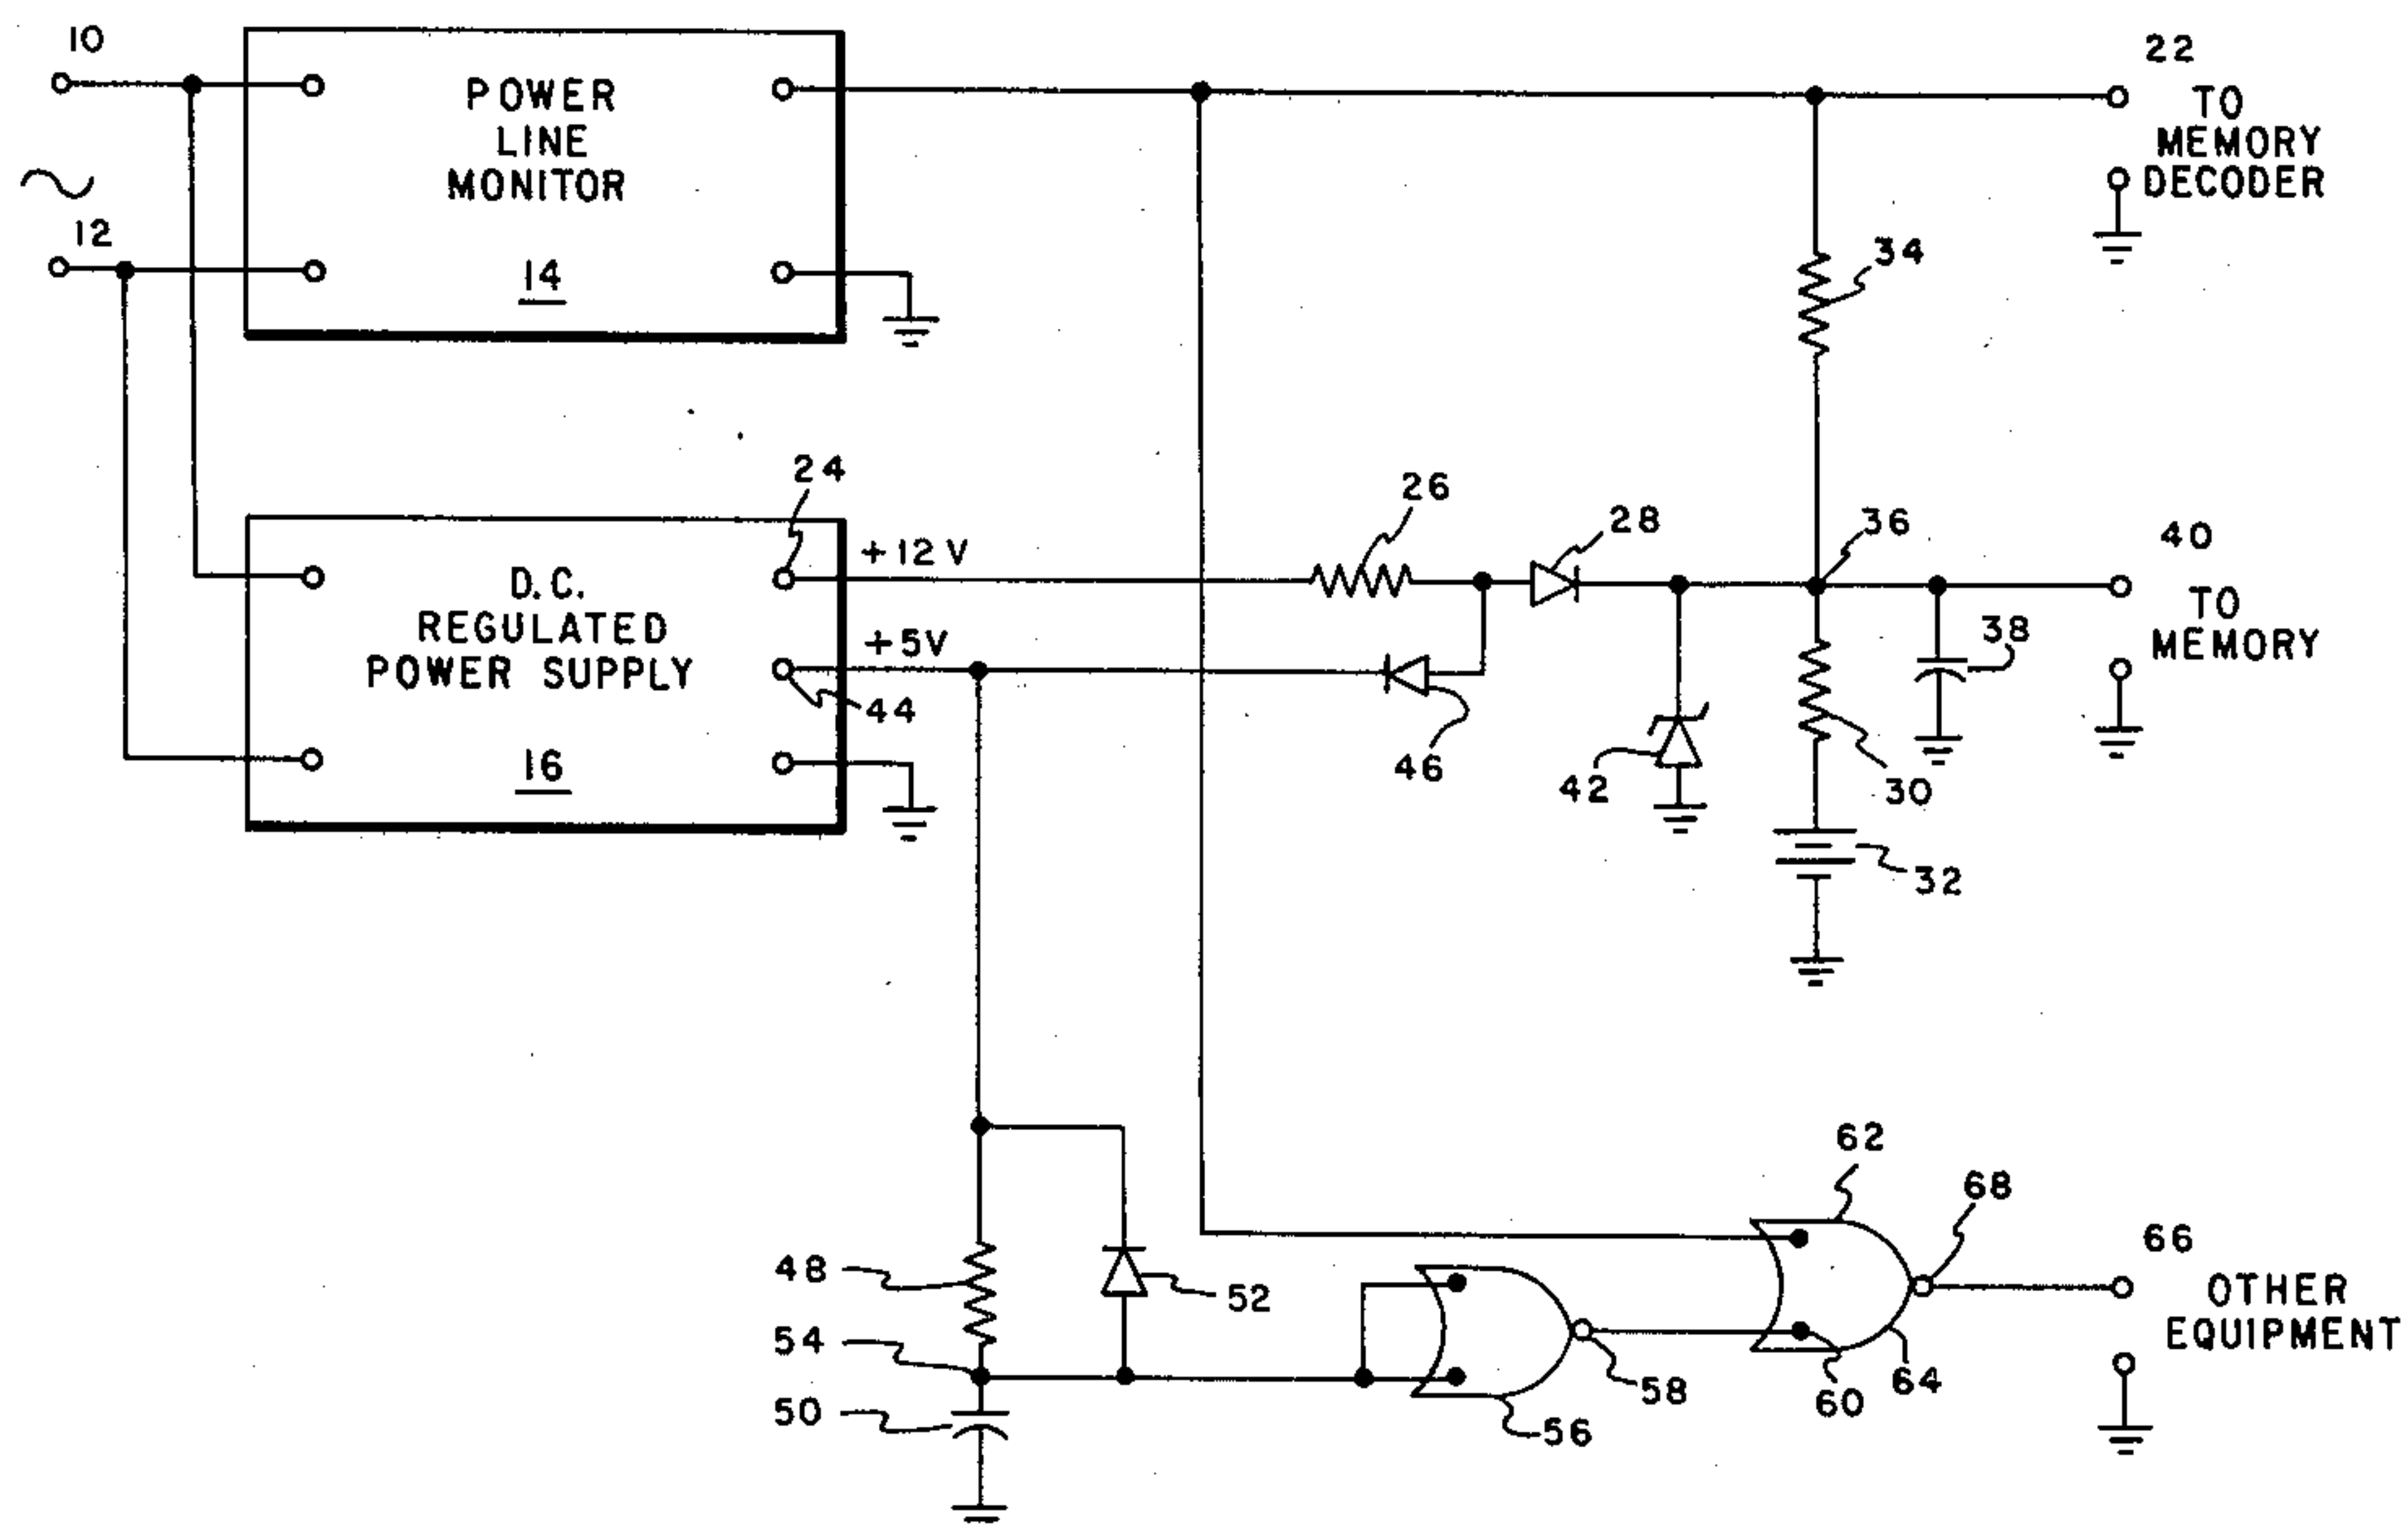 10
POWER
LINE
MONITOR
14
12
22
TO
MEMORY
DECODER
34
24
+12V
26
28
36
40
TO
MEMORY
D.C.
REGULATED
POWER SUPPLY
16
+5V
44
46
42
38
30
32
62
68
66
OTHER
EQUIPMENT
48
52
54
50
58
56
60
64